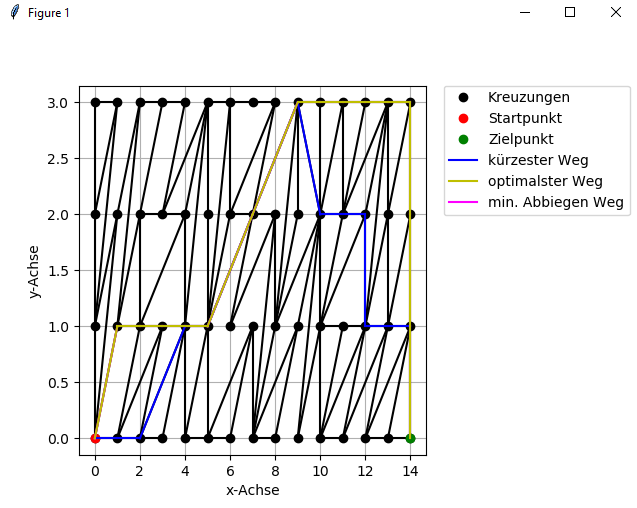 Figure 1
3.0
2.5
2.0
1.5
1.0
0.5
0.0
y-Achse
0 2 4 6 8 10 12 14
x-Achse
Kreuzungen
Startpunkt
Zielpunkt
kürzester Weg
optimalster Weg
min. Abbiegen Weg